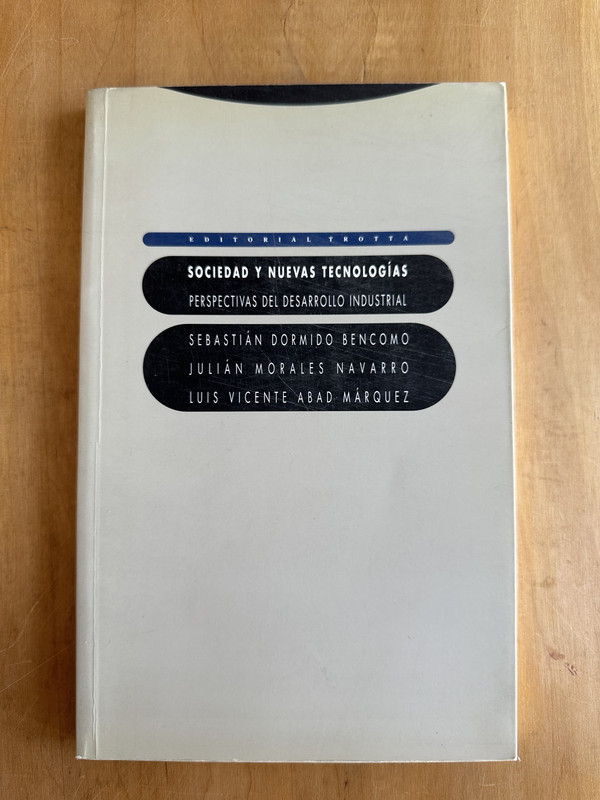 EDITORIAL TROTTA
SOCIEDAD Y NUEVAS TECNOLOGÍAS
PERSPECTIVAS DEL DESARROLLO INDUSTRIAL
SEBASTIÁN DORMIDO BENCOMO
JULIÁN MORALES NAVARRO
LUIS VICENTE ABAD MÁRQUEZ